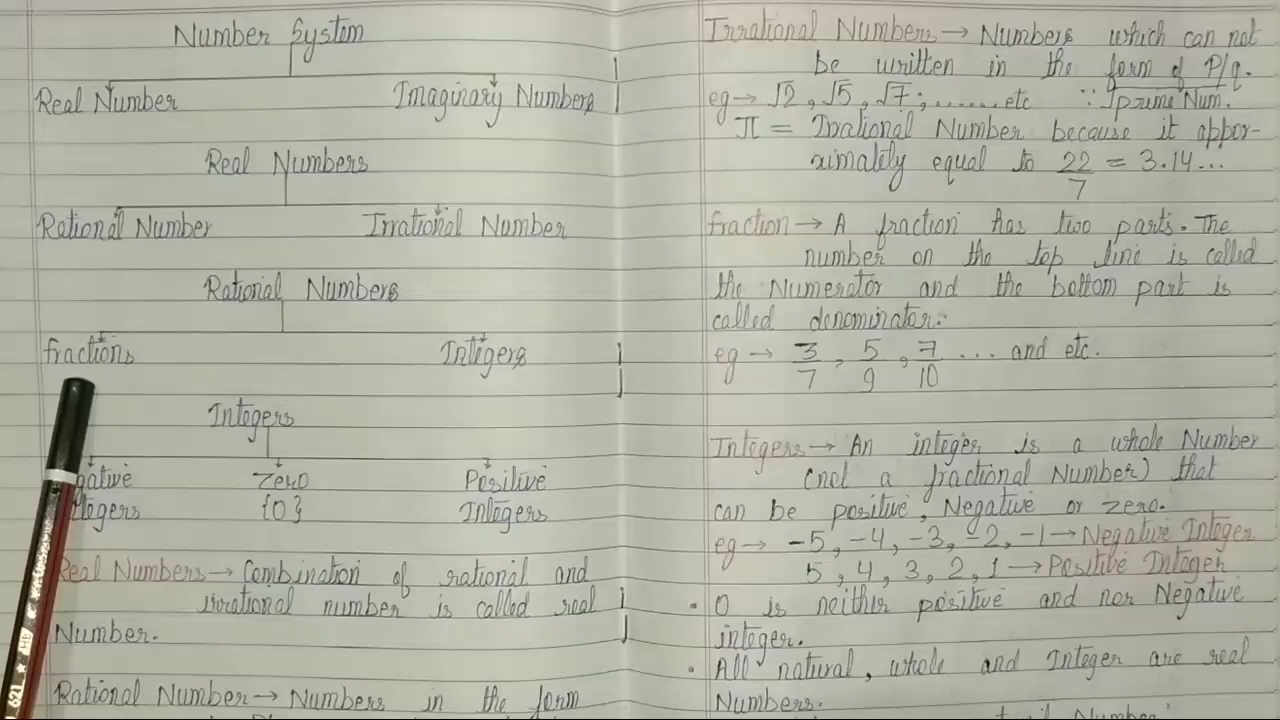 Number System
Real Number Imaginary Numbers
Real Numbers
Rational Number Irrational Number
Rational Numbers
fractions Integers
Integers
gative Zero Positive
tegers {0} Integers
Real Numbers → Combination of rational and
irrational number is called real
Number.
Rational Number → Numbers in the form
Irrational Numbers → Numbers which can not
be written in the form of P/q.
eg → √2, √5, √7; ...... etc ∵ √prime Num.
π = Irrational Number because it appor-
ximately equal to 22/7 = 3.14...
fraction → A fraction has two parts. The
number on the top line is called
the Numerator and the bottom part is
called denominator.
eg → 3/7, 5/9, 7/10 ... and etc.
Integers → An integer is a whole Number
(not a fractional Number) that
can be positive, Negative or zero.
eg → -5, -4, -3, -2, -1 → Negative Integer
5, 4, 3, 2, 1 → Positive Integer
• 0 is neither positive and nor Negative
integer.
• All natural, whole and Integer are real
Numbers.